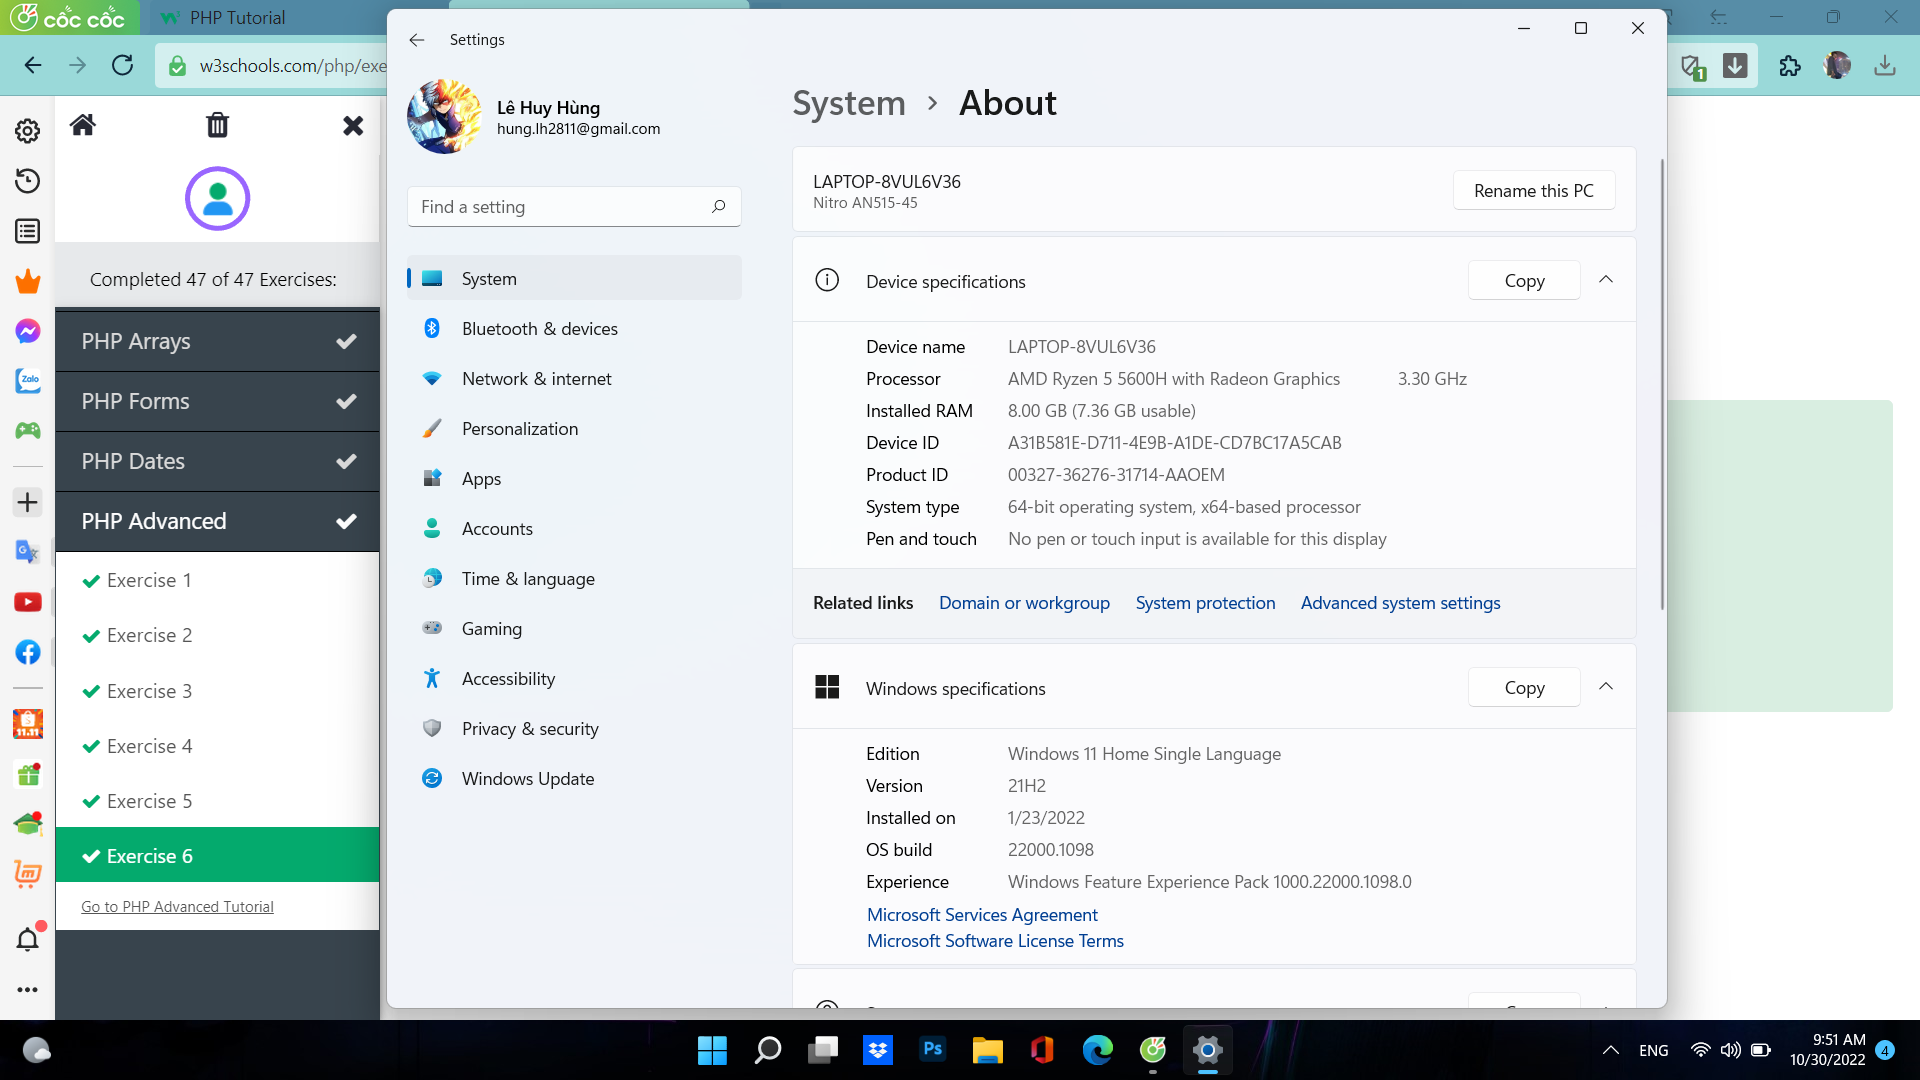 cốc cốc
PHP Tutorial
w3schools.com/php/exe
1
Completed 47 of 47 Exercises:
PHP Arrays
PHP Forms
PHP Dates
PHP Advanced
Exercise 1
Exercise 2
Exercise 3
Exercise 4
Exercise 5
Exercise 6
Go to PHP Advanced Tutorial
Zalo
11.11
Settings
Lê Huy Hùng
hung.lh2811@gmail.com
Find a setting
System
Bluetooth & devices
Network & internet
Personalization
Apps
Accounts
Time & language
Gaming
Accessibility
Privacy & security
Windows Update
System › About
LAPTOP-8VUL6V36
Nitro AN515-45
Rename this PC
Device specifications
Copy
Device name LAPTOP-8VUL6V36
Processor AMD Ryzen 5 5600H with Radeon Graphics 3.30 GHz
Installed RAM 8.00 GB (7.36 GB usable)
Device ID A31B581E-D711-4E9B-A1DE-CD7BC17A5CAB
Product ID 00327-36276-31714-AAOEM
System type 64-bit operating system, x64-based processor
Pen and touch No pen or touch input is available for this display
Related links Domain or workgroup System protection Advanced system settings
Windows specifications
Copy
Edition Windows 11 Home Single Language
Version 21H2
Installed on 1/23/2022
OS build 22000.1098
Experience Windows Feature Experience Pack 1000.22000.1098.0
Microsoft Services Agreement
Microsoft Software License Terms
Ps
ENG
9:51 AM
10/30/2022
4